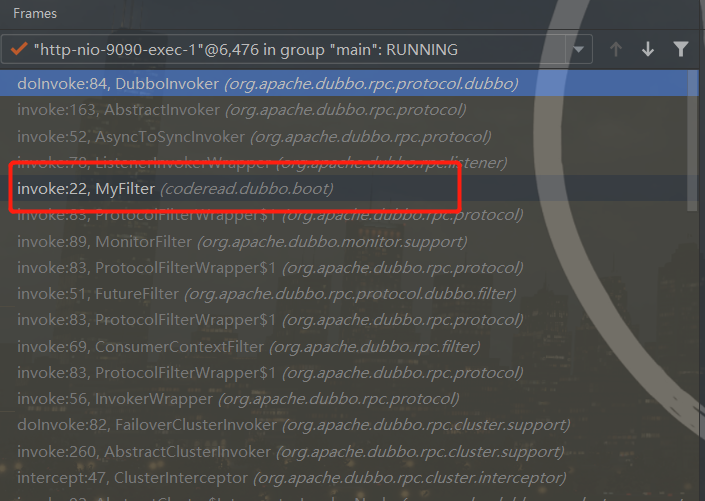 Frames
"http-nio-9090-exec-1"@6,476 in group "main": RUNNING
doInvoke:84, DubboInvoker (org.apache.dubbo.rpc.protocol.dubbo)
invoke:163, AbstractInvoker (org.apache.dubbo.rpc.protocol)
invoke:52, AsyncToSyncInvoker (org.apache.dubbo.rpc.protocol)
invoke:78, ListenerInvokerWrapper (org.apache.dubbo.rpc.listener)
invoke:22, MyFilter (coderead.dubbo.boot)
invoke:83, ProtocolFilterWrapper$1 (org.apache.dubbo.rpc.protocol)
invoke:89, MonitorFilter (org.apache.dubbo.monitor.support)
invoke:83, ProtocolFilterWrapper$1 (org.apache.dubbo.rpc.protocol)
invoke:51, FutureFilter (org.apache.dubbo.rpc.protocol.dubbo.filter)
invoke:83, ProtocolFilterWrapper$1 (org.apache.dubbo.rpc.protocol)
invoke:69, ConsumerContextFilter (org.apache.dubbo.rpc.filter)
invoke:83, ProtocolFilterWrapper$1 (org.apache.dubbo.rpc.protocol)
invoke:56, InvokerWrapper (org.apache.dubbo.rpc.protocol)
doInvoke:82, FailoverClusterInvoker (org.apache.dubbo.rpc.cluster.support)
invoke:260, AbstractClusterInvoker (org.apache.dubbo.rpc.cluster.support)
intercept:47, ClusterInterceptor (org.apache.dubbo.rpc.cluster.interceptor)